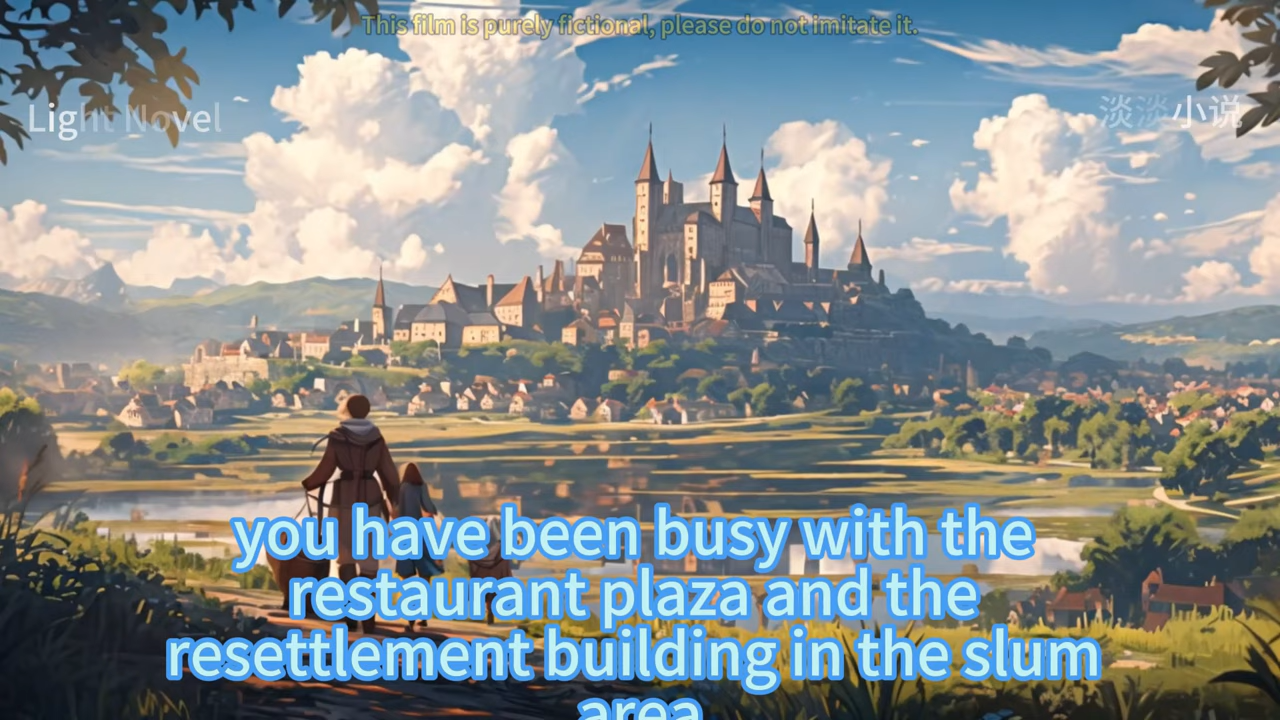 This film is purely fictional, please do not imitate it.
Light Novel
淡淡小说
you have been busy with the
restaurant plaza and the
resettlement building in the slum
area